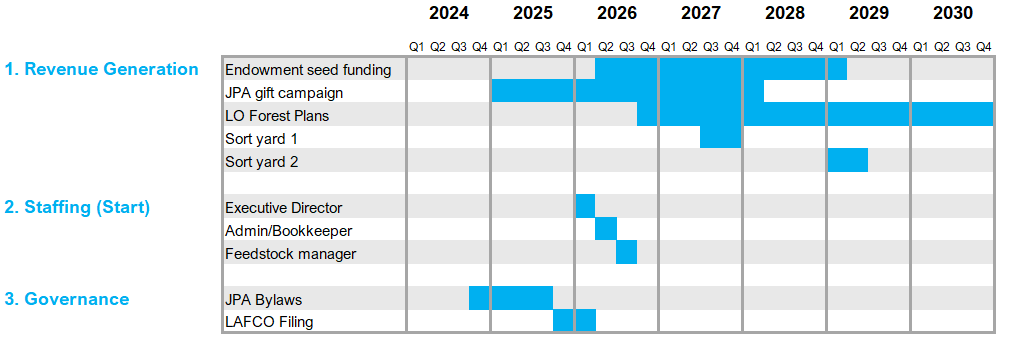 2024 2025 2026 2027 2028 2029 2030
Q1 Q2 Q3 Q4 Q1 Q2 Q3 Q4 Q1 Q2 Q3 Q4 Q1 Q2 Q3 Q4 Q1 Q2 Q3 Q4 Q1 Q2 Q3 Q4 Q1 Q2 Q3 Q4
1. Revenue Generation Endowment seed funding
JPA gift campaign
LO Forest Plans
Sort yard 1
Sort yard 2
2. Staffing (Start) Executive Director
Admin/Bookkeeper
Feedstock manager
3. Governance JPA Bylaws
LAFCO Filing